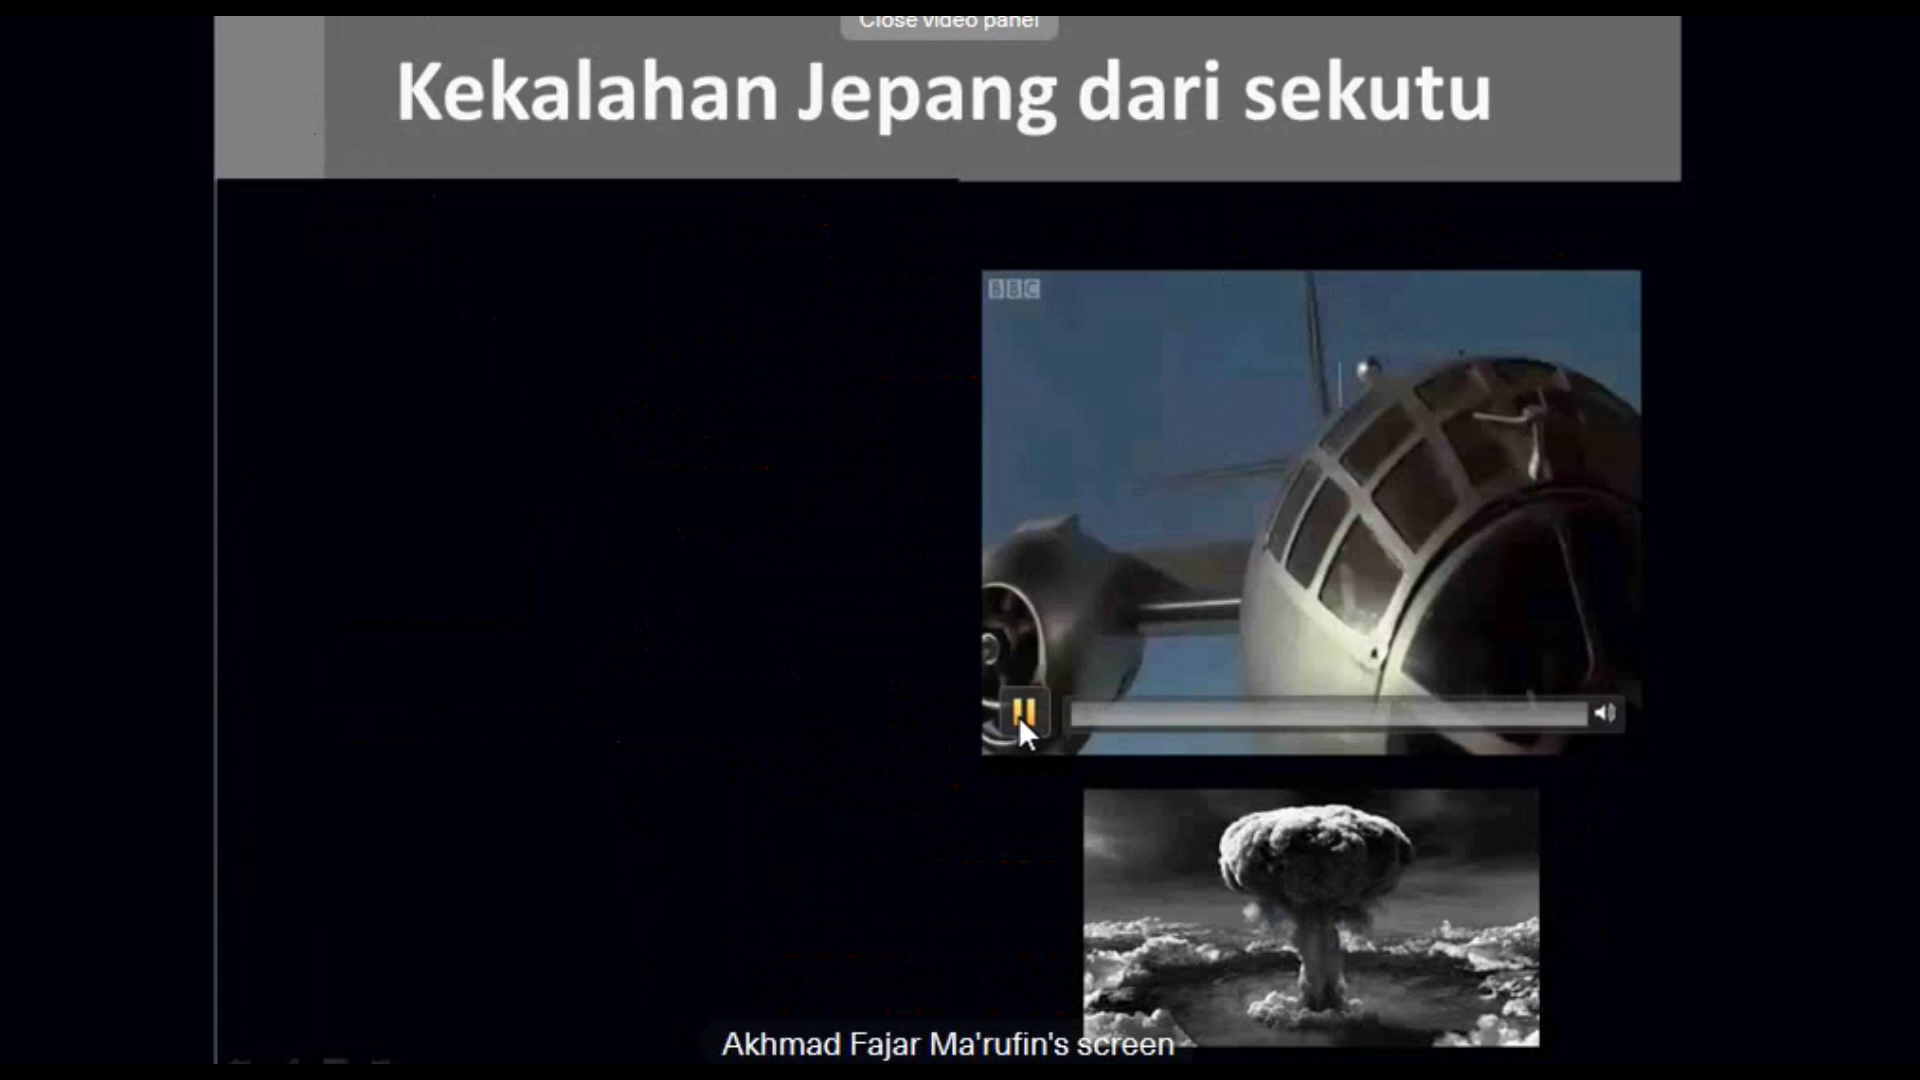 Close video panel
Kekalahan Jepang dari sekutu
BBC
Akhmad Fajar Ma'rufin's screen